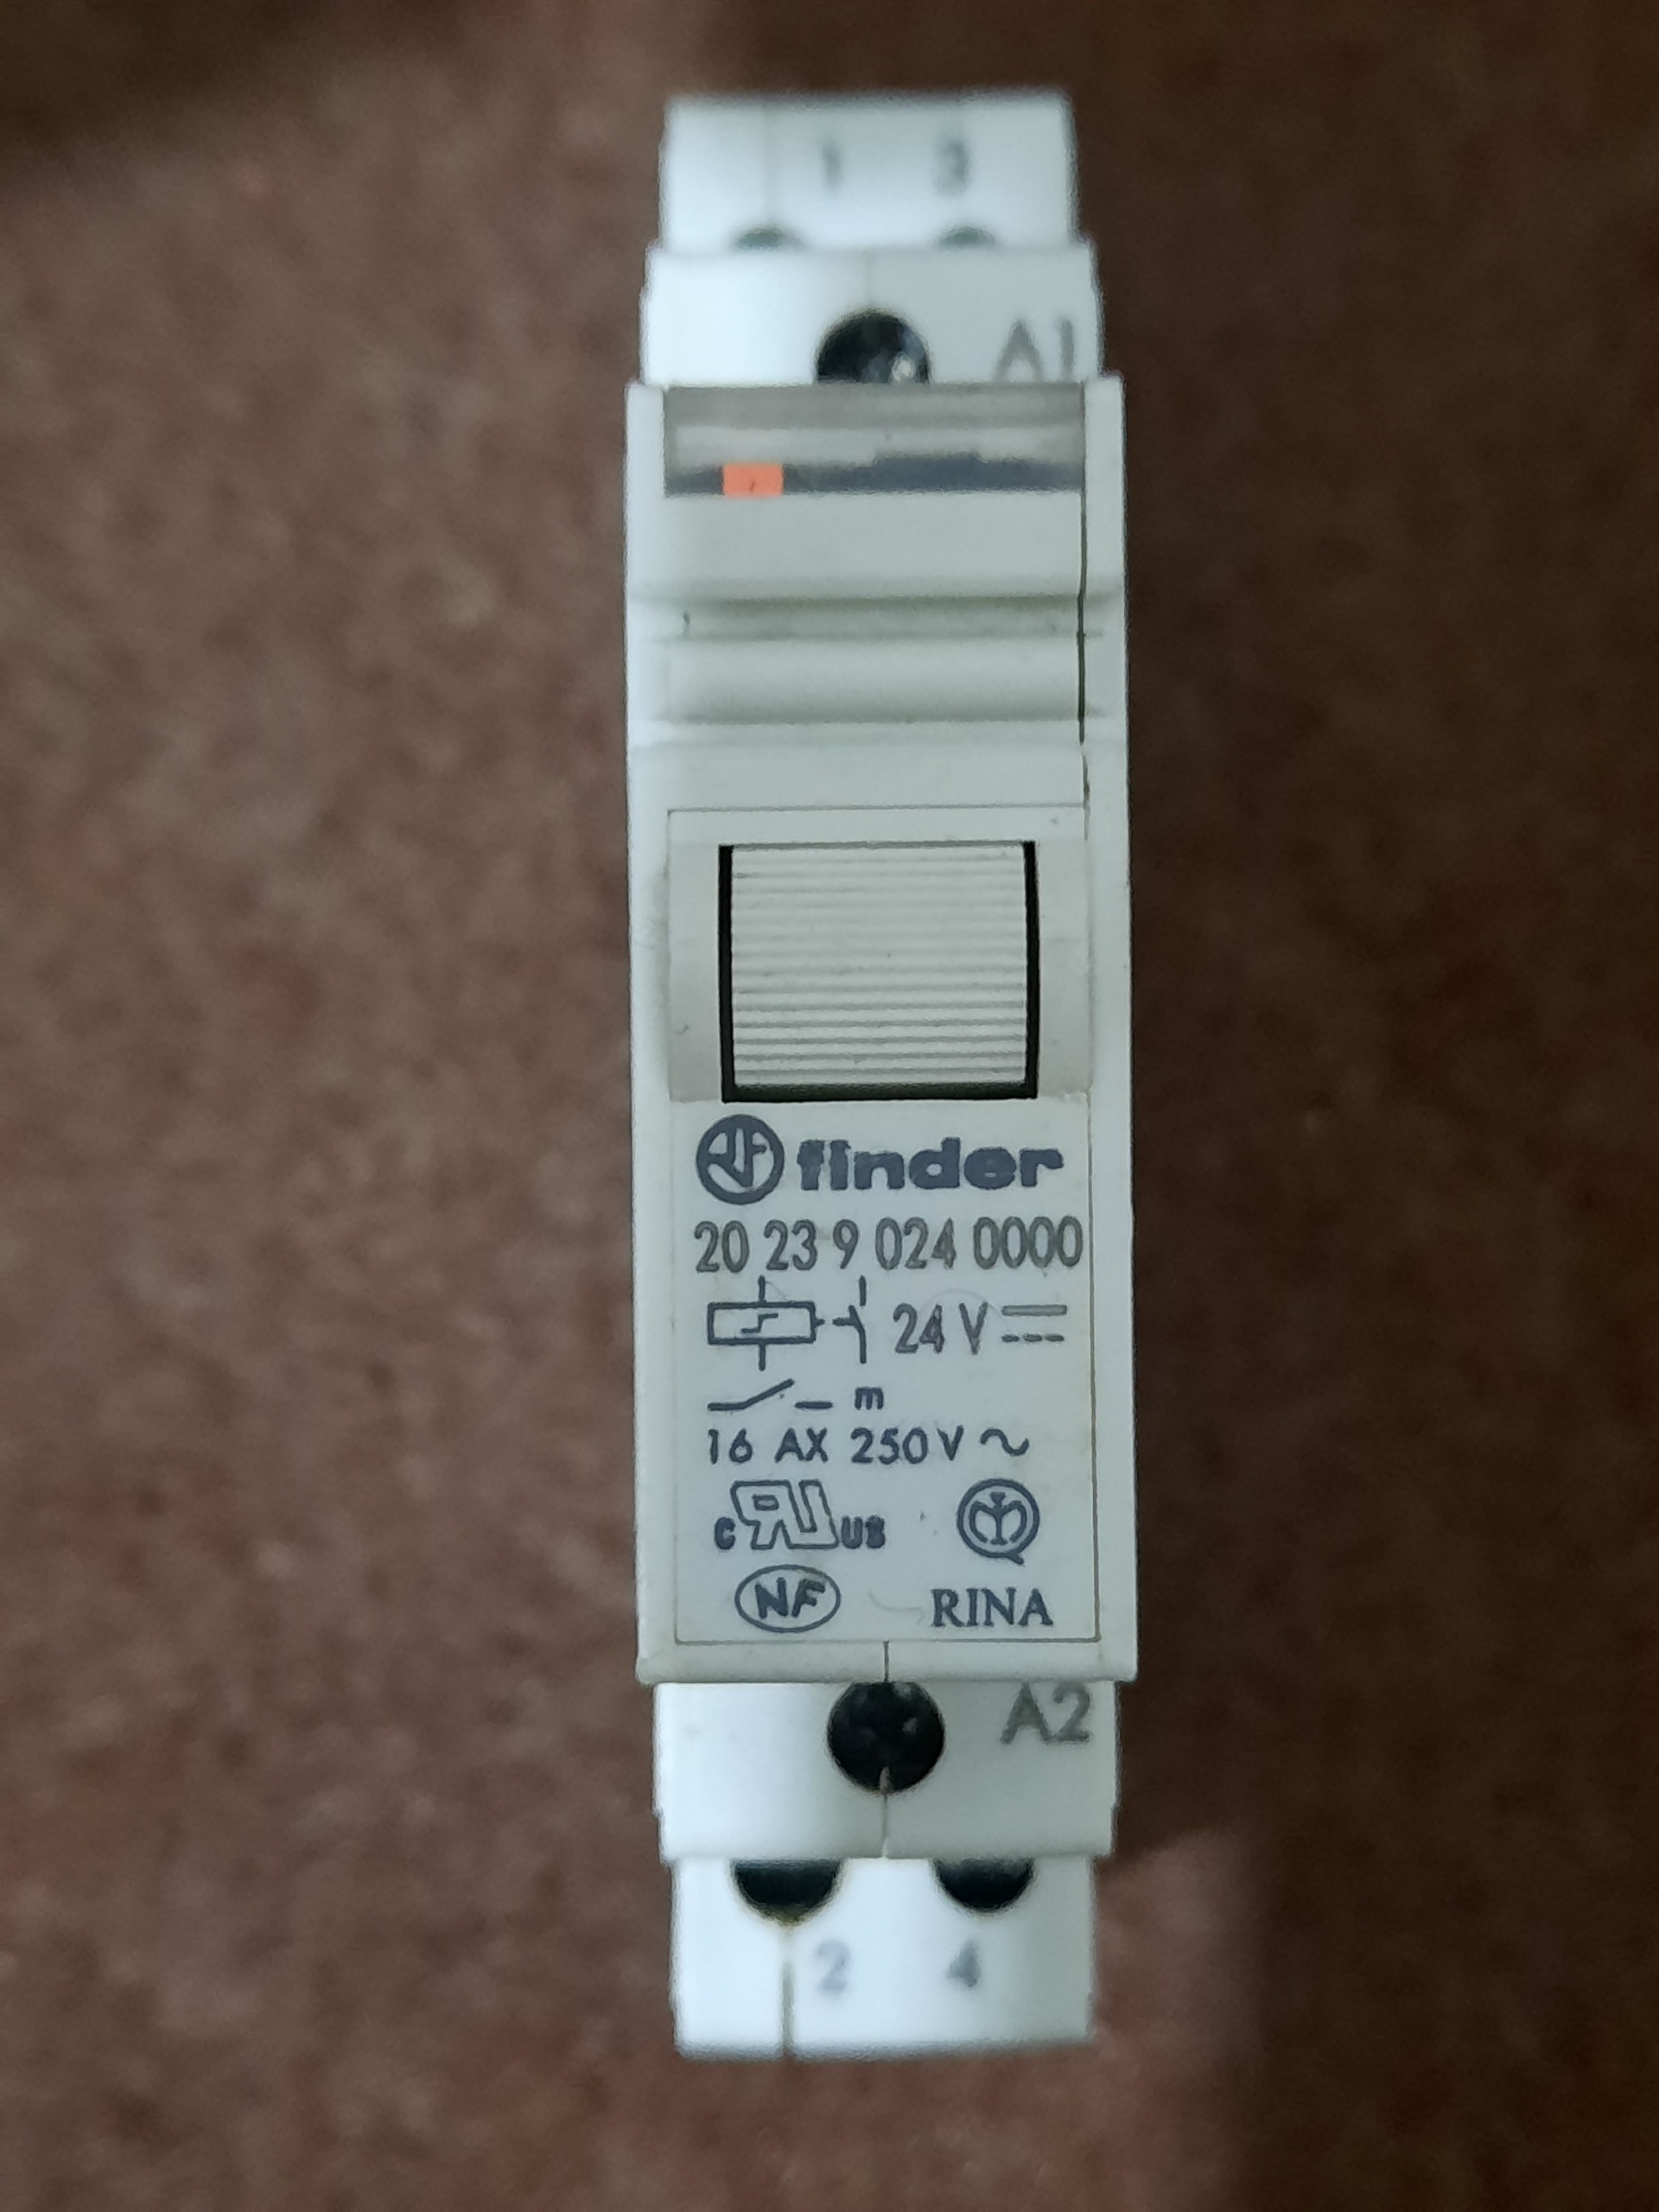 1 3
A1
finder
20 23 9 024 0000
24 V
m
16 AX 250 V ~
c RU US
NF RINA
A2
2 4